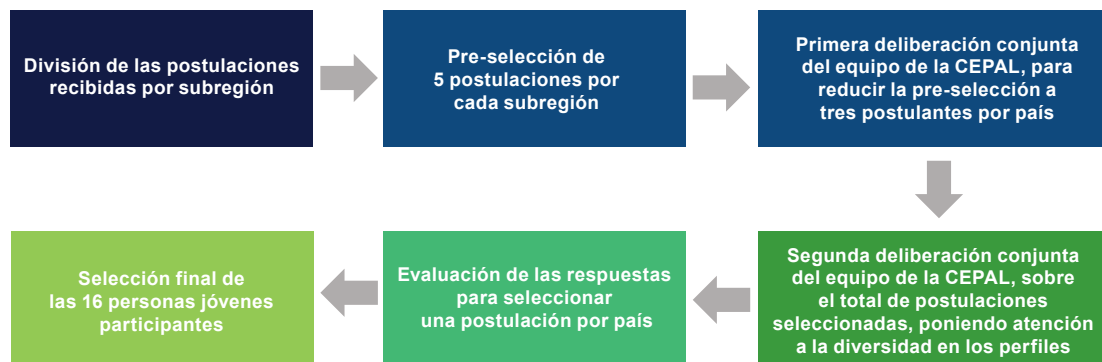 División de las postulaciones
recibidas por subregión
Pre-selección de
5 postulaciones por
cada subregión
Primera deliberación conjunta
del equipo de la CEPAL, para
reducir la pre-selección a
tres postulantes por país
Segunda deliberación conjunta
del equipo de la CEPAL, sobre
el total de postulaciones
seleccionadas, poniendo atención
a la diversidad en los perfiles
Evaluación de las respuestas
para seleccionar
una postulación por país
Selección final de
las 16 personas jóvenes
participantes